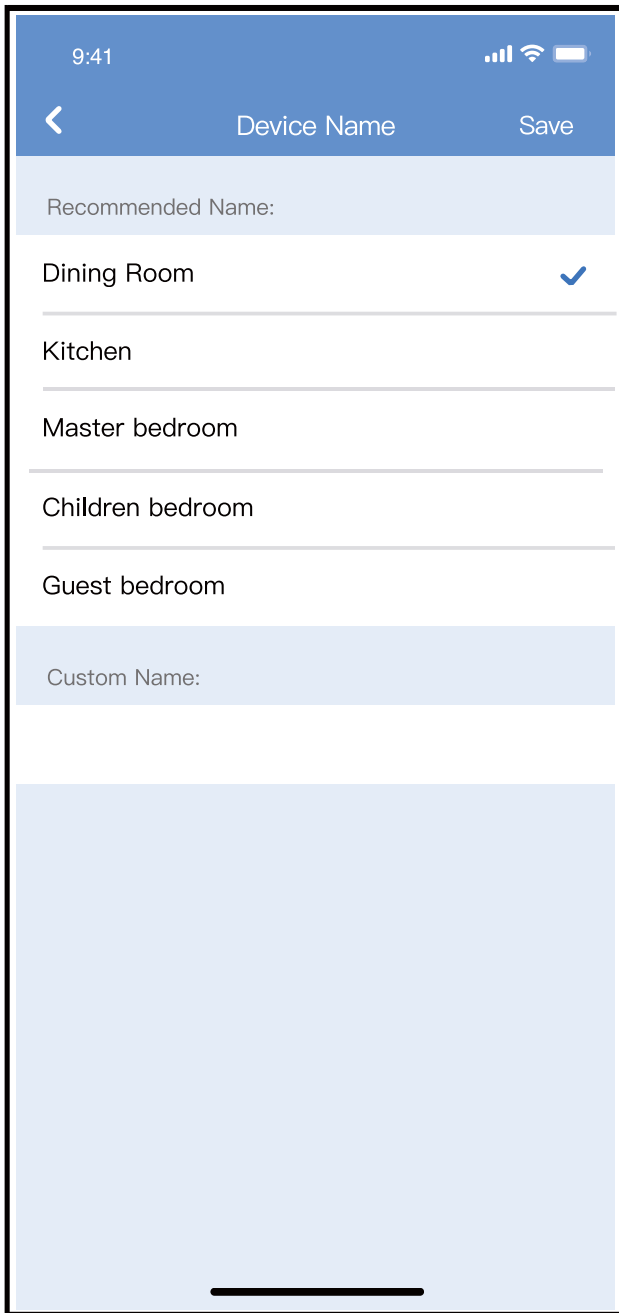 9:41
Device Name Save
Recommended Name:
Dining Room
Kitchen
Master bedroom
Children bedroom
Guest bedroom
Custom Name: